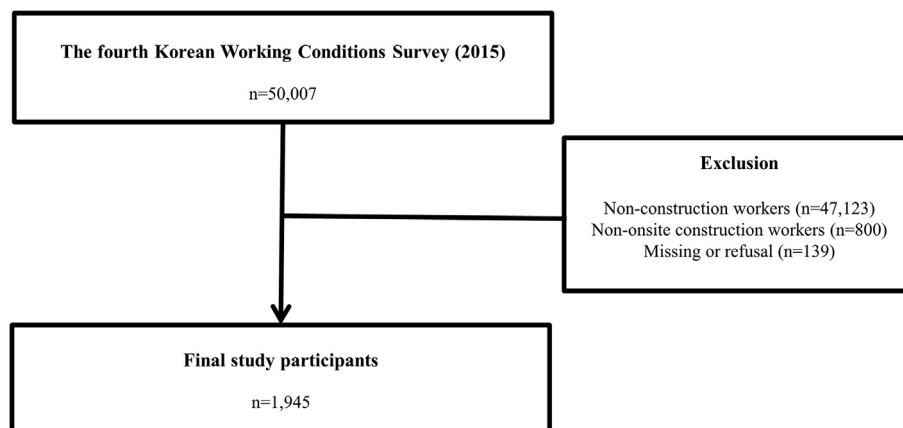 The fourth Korean Working Conditions Survey (2015)
n=50,007
Exclusion
Non-construction workers (n=47,123)
Non-onsite construction workers (n=800)
Missing or refusal (n=139)
Final study participants
n=1,945